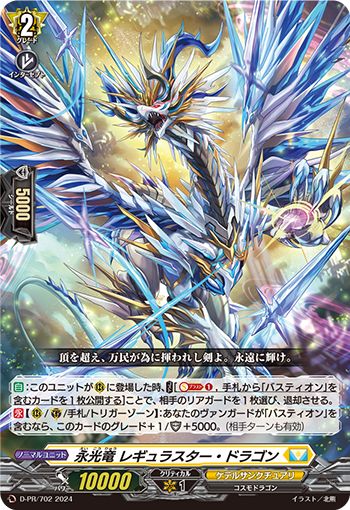 2
グレード
インターセプト
5000
シールド
頂を超え、万民が為に揮われし剣よ。永遠に輝け。
自:このユニットがⓇに登場した時、【コスト】[CB1, 手札から「バスティオン」を
含むカードを1枚公開する]ことで、相手のリアガードを1枚選び、退却させる。
永【Ⓡ/手札/トリガーゾーン】:あなたのヴァンガードが「バスティオン」を
含むなら、このカードのグレード+1/+5000。(相手ターンも有効)
ノーマルユニット
永光竜 レギュラスター・ドラゴン
パワー 10000
クリティカル
1
ケテルサンクチュアリ
コスモドラゴン
D-PR/702 2024
イラスト/北熊